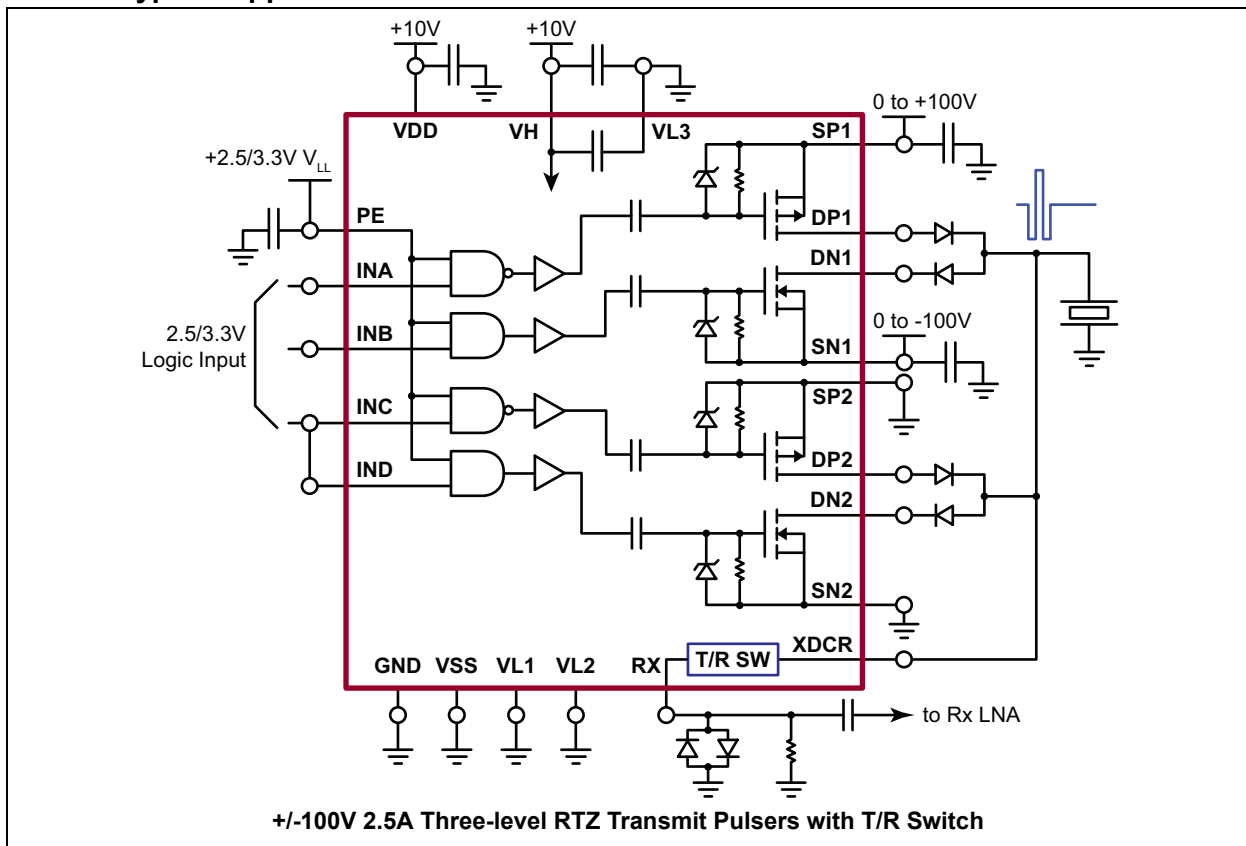 +10V
+10V
VDD
VH
VL3
SP1
0 to +100V
+2.5/3.3V VLL
PE
DP1
INA
DN1
2.5/3.3V
Logic Input
INB
0 to -100V
SN1
SP2
INC
DP2
IND
DN2
SN2
XDCR
GND
VSS
VL1
VL2
RX
T/R SW
to Rx LNA
+/-100V 2.5A Three-level RTZ Transmit Pulsers with T/R Switch